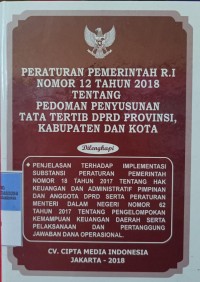 PERATURAN PEMERINTAH R.I
NOMOR 12 TAHUN 2018
TENTANG
PEDOMAN PENYUSUNAN
TATA TERTIB DPRD PROVINSI,
KABUPATEN DAN KOTA
Dilengkapi
PENJELASAN TERHADAP IMPLEMENTASI
SUBSTANSI PERATURAN PEMERINTAH
NOMOR 18 TAHUN 2017 TENTANG HAK
KEUANGAN DAN ADMINISTRATIF PIMPINAN
DAN ANGGOTA DPRD SERTA PERATURAN
MENTERI DALAM NEGERI NOMOR 62
TAHUN 2017 TENTANG PENGELOMPOKAN
KEMAMPUAN KEUANGAN DAERAH SERTA
PELAKSANAAN DAN PERTANGGUNG
JAWABAN DANA OPERASIONAL.
CV. CIPTA MEDIA INDONESIA
JAKARTA - 2018